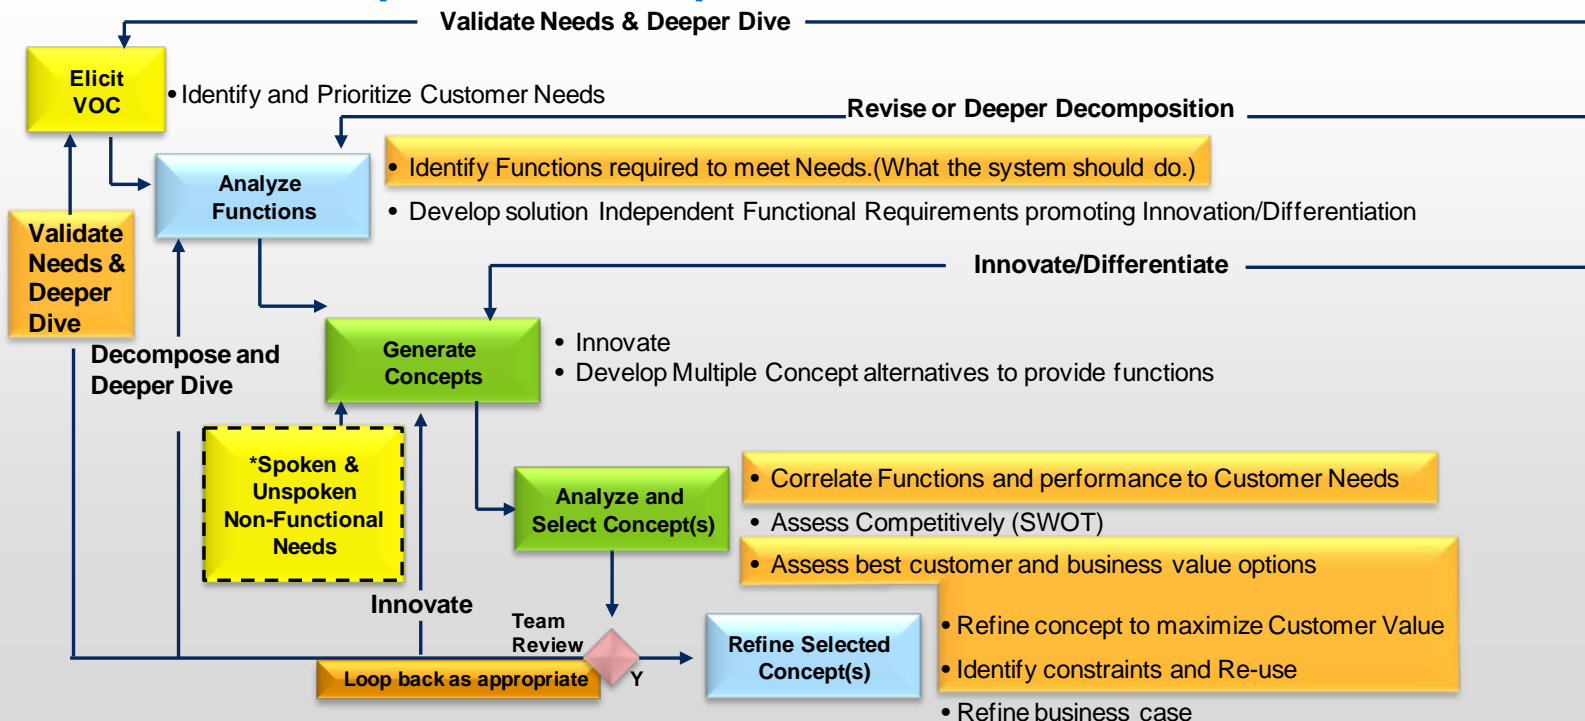 Validate Needs & Deeper Dive
Elicit
VOC
• Identify and Prioritize Customer Needs
Revise or Deeper Decomposition
Analyze
Functions
• Identify Functions required to meet Needs.(What the system should do.)
• Develop solution Independent Functional Requirements promoting Innovation/Differentiation
Validate
Needs &
Deeper
Dive
Innovate/Differentiate
Decompose and
Deeper Dive
Generate
Concepts
• Innovate
• Develop Multiple Concept alternatives to provide functions
*Spoken &
Unspoken
Non-Functional
Needs
Analyze and
Select Concept(s)
• Correlate Functions and performance to Customer Needs
• Assess Competitively (SWOT)
• Assess best customer and business value options
Innovate
Team
Review
Y
Loop back as appropriate
Refine Selected
Concept(s)
• Refine concept to maximize Customer Value
• Identify constraints and Re-use
• Refine business case